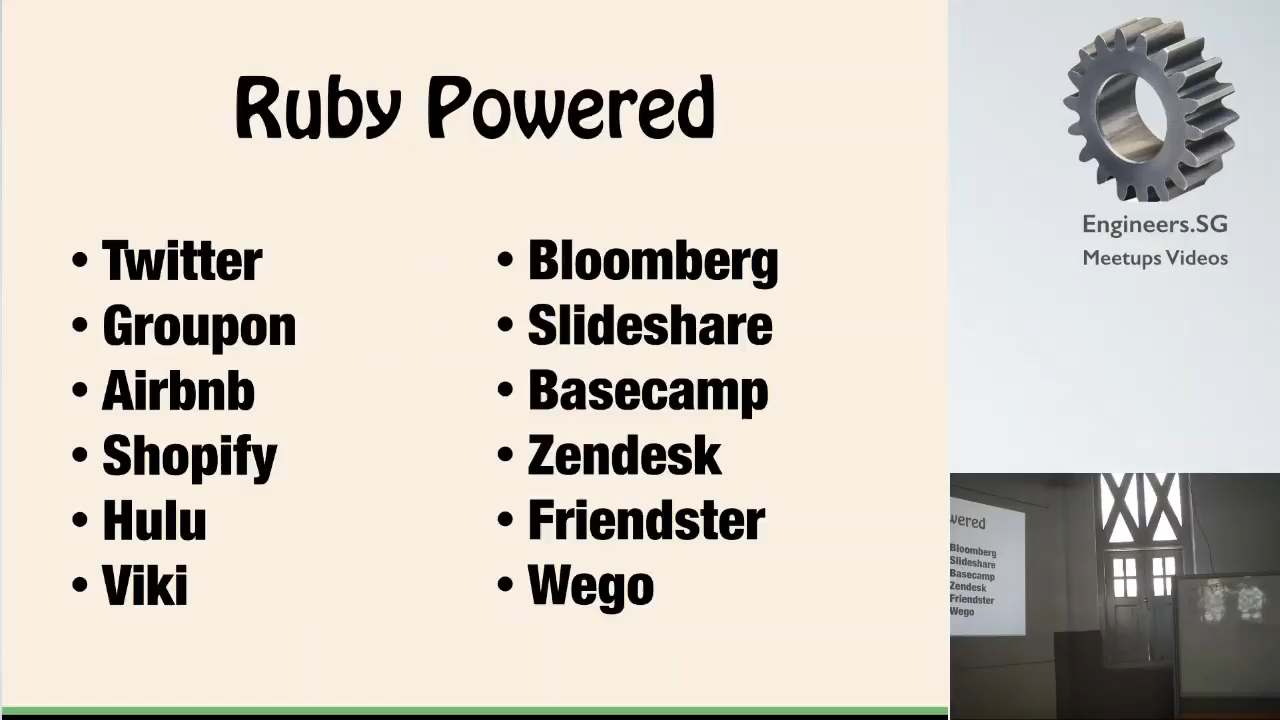 Ruby Powered
• Twitter
• Groupon
• Airbnb
• Shopify
• Hulu
• Viki
• Bloomberg
• Slideshare
• Basecamp
• Zendesk
• Friendster
• Wego
Engineers.SG
Meetups Videos
wered
Bloomberg
Slideshare
Basecamp
Zendesk
Friendster
Wego